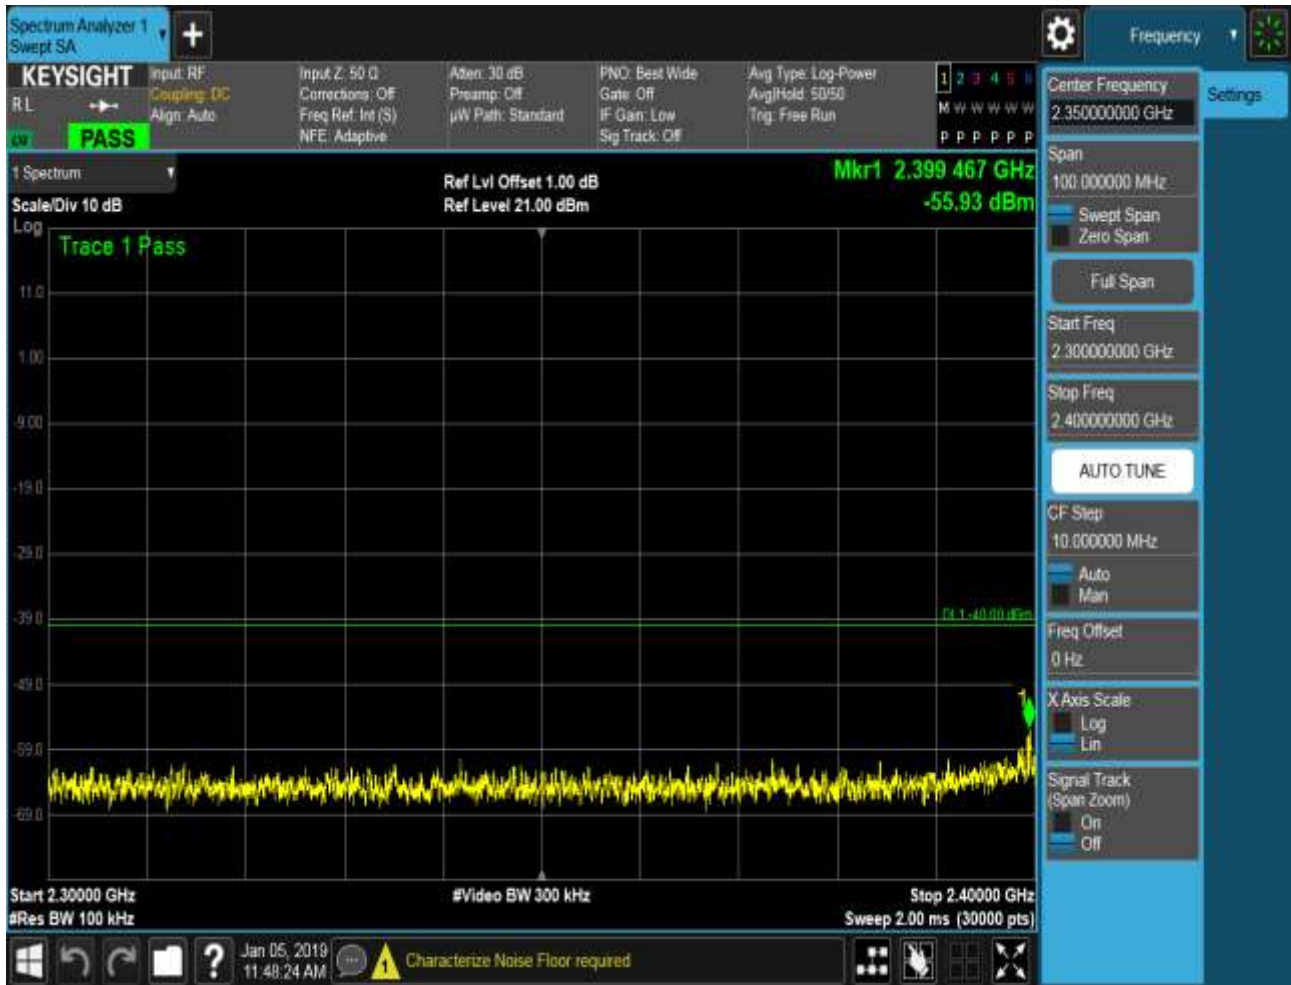 Spectrum Analyzer 1
Swept SA
+
Frequency
KEYSIGHT
R L
LW
PASS
Input: RF
Coupling: DC
Align: Auto
Input Z: 50 Ω
Corrections: Off
Freq Ref: Int (S)
NFE: Adaptive
Atten: 30 dB
Preamp: Off
µW Path: Standard
PNO: Best Wide
Gate: Off
IF Gain: Low
Sig Track: Off
Avg Type: Log-Power
Avg|Hold: 50/50
Trig: Free Run
1 2 3 4 5 6
M W W W W W
P P P P P P
1 Spectrum
Scale/Div 10 dB
Ref Lvl Offset 1.00 dB
Ref Level 21.00 dBm
Mkr1 2.399 467 GHz
-55.93 dBm
Log
Trace 1 Pass
11.0
1.00
-9.00
-19.0
-29.0
-39.0
DL1 -40.00 dBm
-49.0
1
-59.0
-69.0
Start 2.30000 GHz
#Video BW 300 kHz
Stop 2.40000 GHz
#Res BW 100 kHz
Sweep 2.00 ms (30000 pts)
Center Frequency
2.350000000 GHz
Settings
Span
100.000000 MHz
Swept Span
Zero Span
Full Span
Start Freq
2.300000000 GHz
Stop Freq
2.400000000 GHz
AUTO TUNE
CF Step
10.000000 MHz
Auto
Man
Freq Offset
0 Hz
X Axis Scale
Log
Lin
Signal Track
(Span Zoom)
On
Off
?
Jan 05, 2019
11:48:24 AM
1
Characterize Noise Floor required